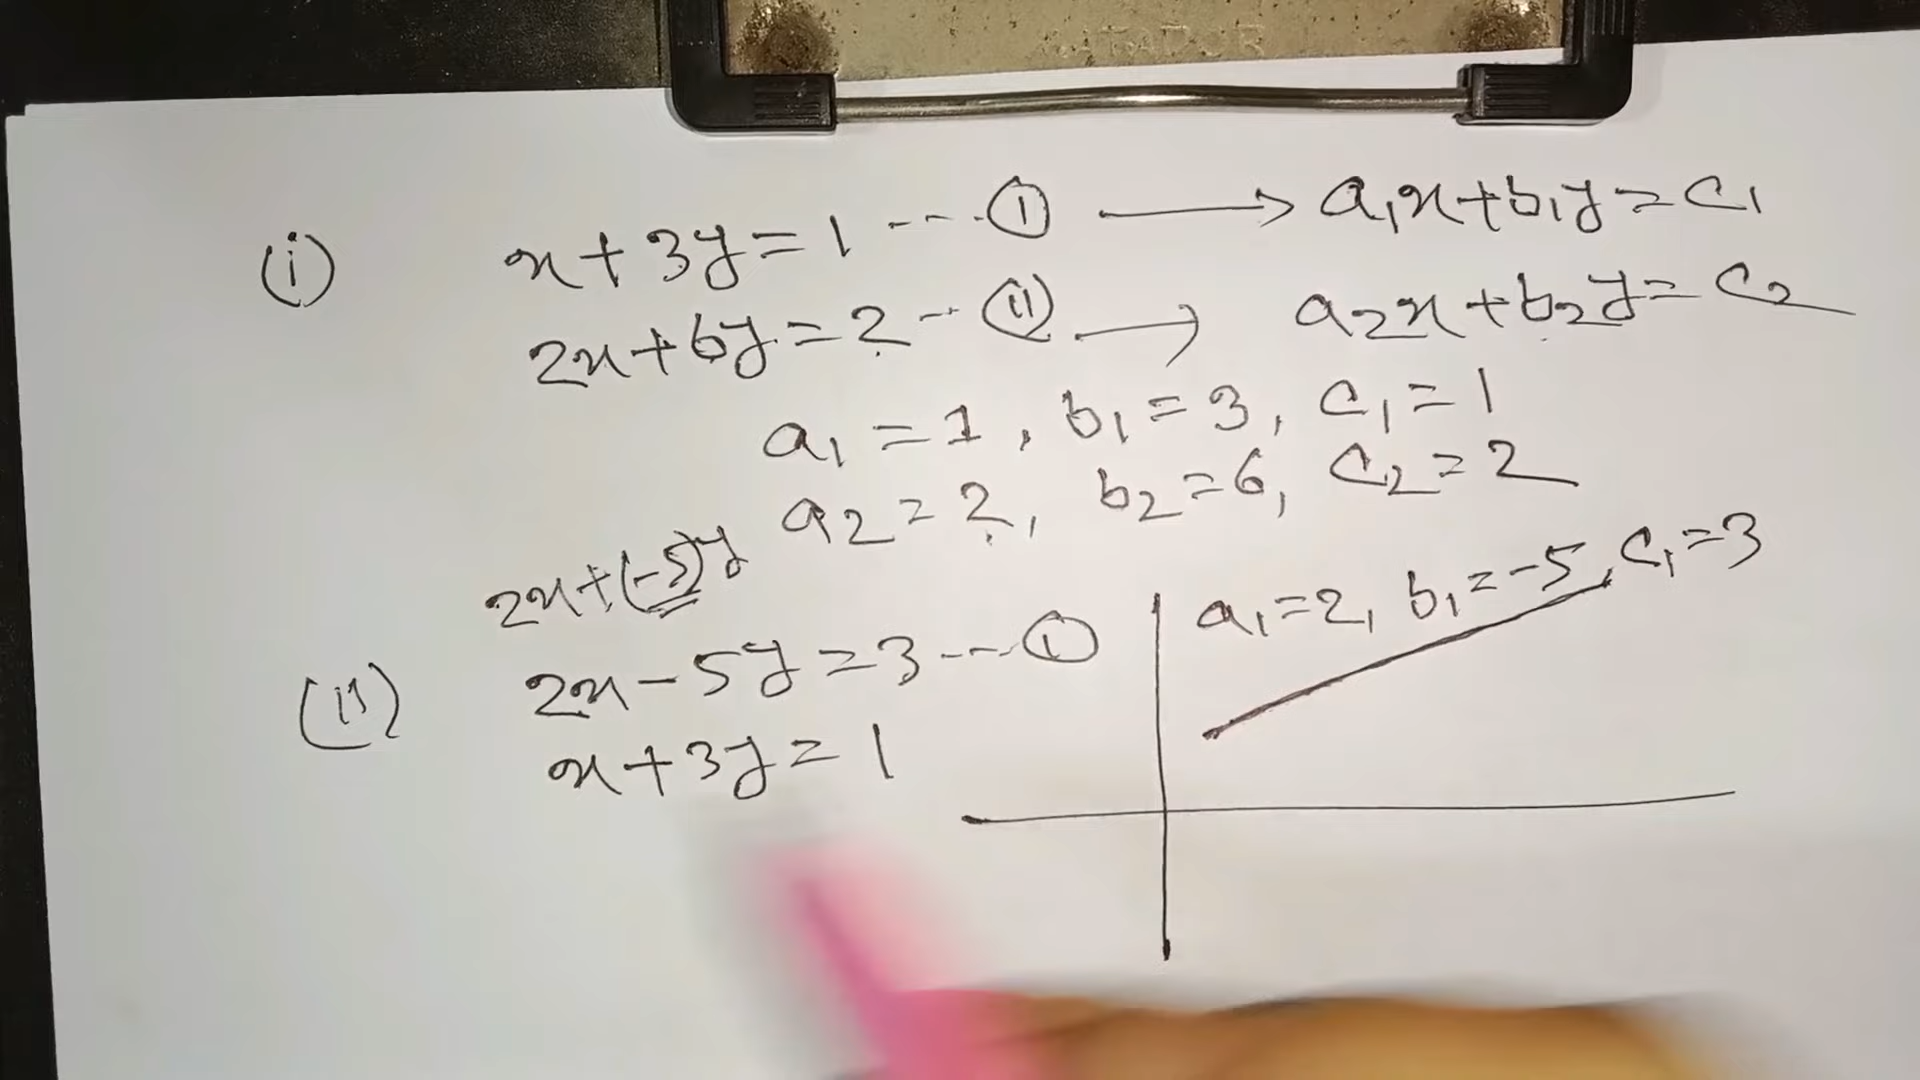 MATADOR
(i) x+3y=1 ---① → a₁x+b₁y=c₁
2x+6y=2 --(ii) → a₂x+b₂y=c₂
a₁=1, b₁=3, c₁=1
a₂=2, b₂=6, c₂=2
2x+(-5)y
a₁=2, b₁=-5, c₁=3
(ii) 2x-5y=3 ---①
x+3y=1